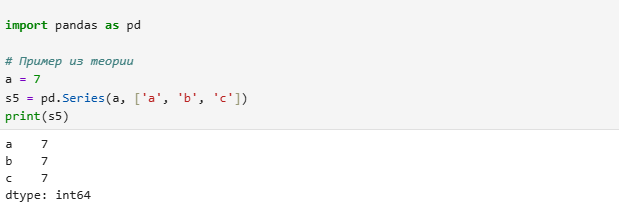 import pandas as pd
# Пример из теории
a = 7
s5 = pd.Series(a, ['a', 'b', 'c'])
print(s5)
a    7
b    7
c    7
dtype: int64